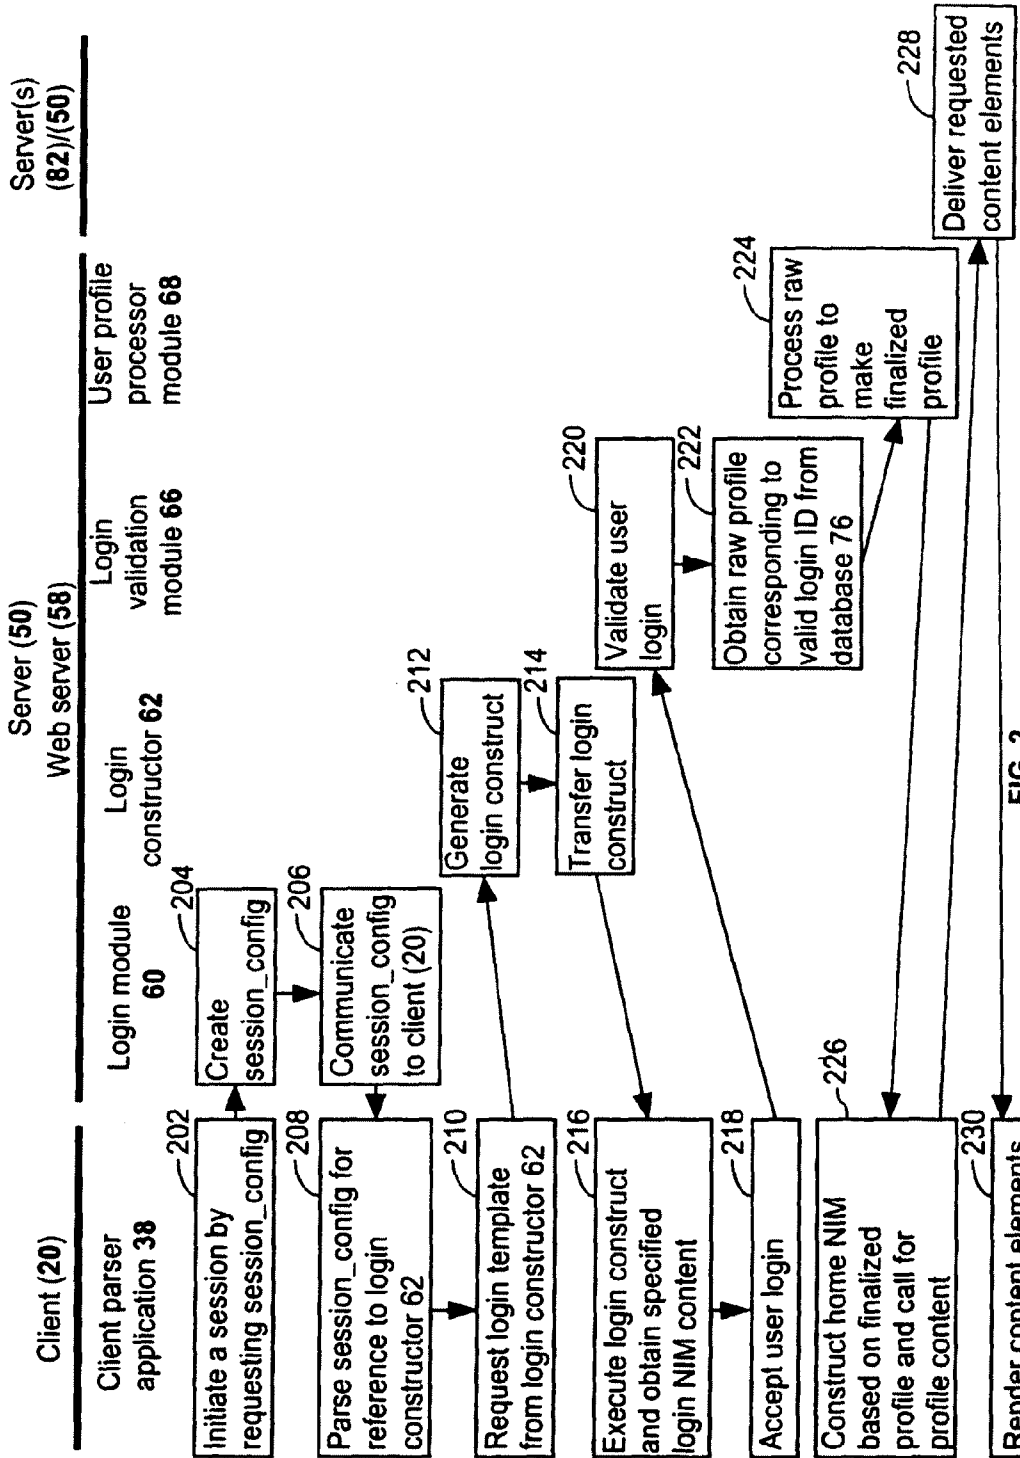 Client (20)
Server (50)
Web server (58)
Server(s)
(82)/(50)
Client parser
application 38
Login module
60
Login
constructor 62
Login
validation
module 66
User profile
processor
module 68
202
Initiate a session by
requesting session_config
204
Create
session_config
206
Communicate
session_config
to client (20)
208
Parse session_config for
reference to login
constructor 62
210
Request login template
from login constructor 62
212
Generate
login construct
214
Transfer login
construct
216
Execute login construct
and obtain specified
login NIM content
218
Accept user login
220
Validate user
login
222
Obtain raw profile
corresponding to
valid login ID from
database 76
224
Process raw
profile to
make
finalized
profile
226
Construct home NIM
based on finalized
profile and call for
profile content
228
Deliver requested
content elements
230
Render content elements